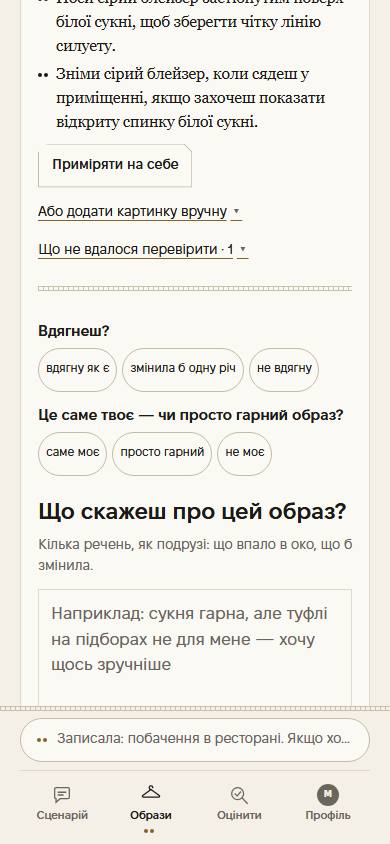 Носи сірий блейзер застібнутим поверх
білої сукні, щоб зберегти чітку лінію
силуету.
Зніми сірий блейзер, коли сядеш у
приміщенні, якщо захочеш показати
відкриту спинку білої сукні.
Приміряти на себе
Або додати картинку вручну
Що не вдалося перевірити · 1
Вдягнеш?
вдягну як є
змінила б одну річ
не вдягну
Це саме твоє — чи просто гарний образ?
саме моє
просто гарний
не моє
Що скажеш про цей образ?
Кілька речень, як подрузі: що впало в око, що б
змінила.
Наприклад: сукня гарна, але туфлі
на підборах не для мене — хочу
щось зручніше
Записала: побачення в ресторані. Якщо хо...
Сценарій
Образи
Оцінити
М
Профіль